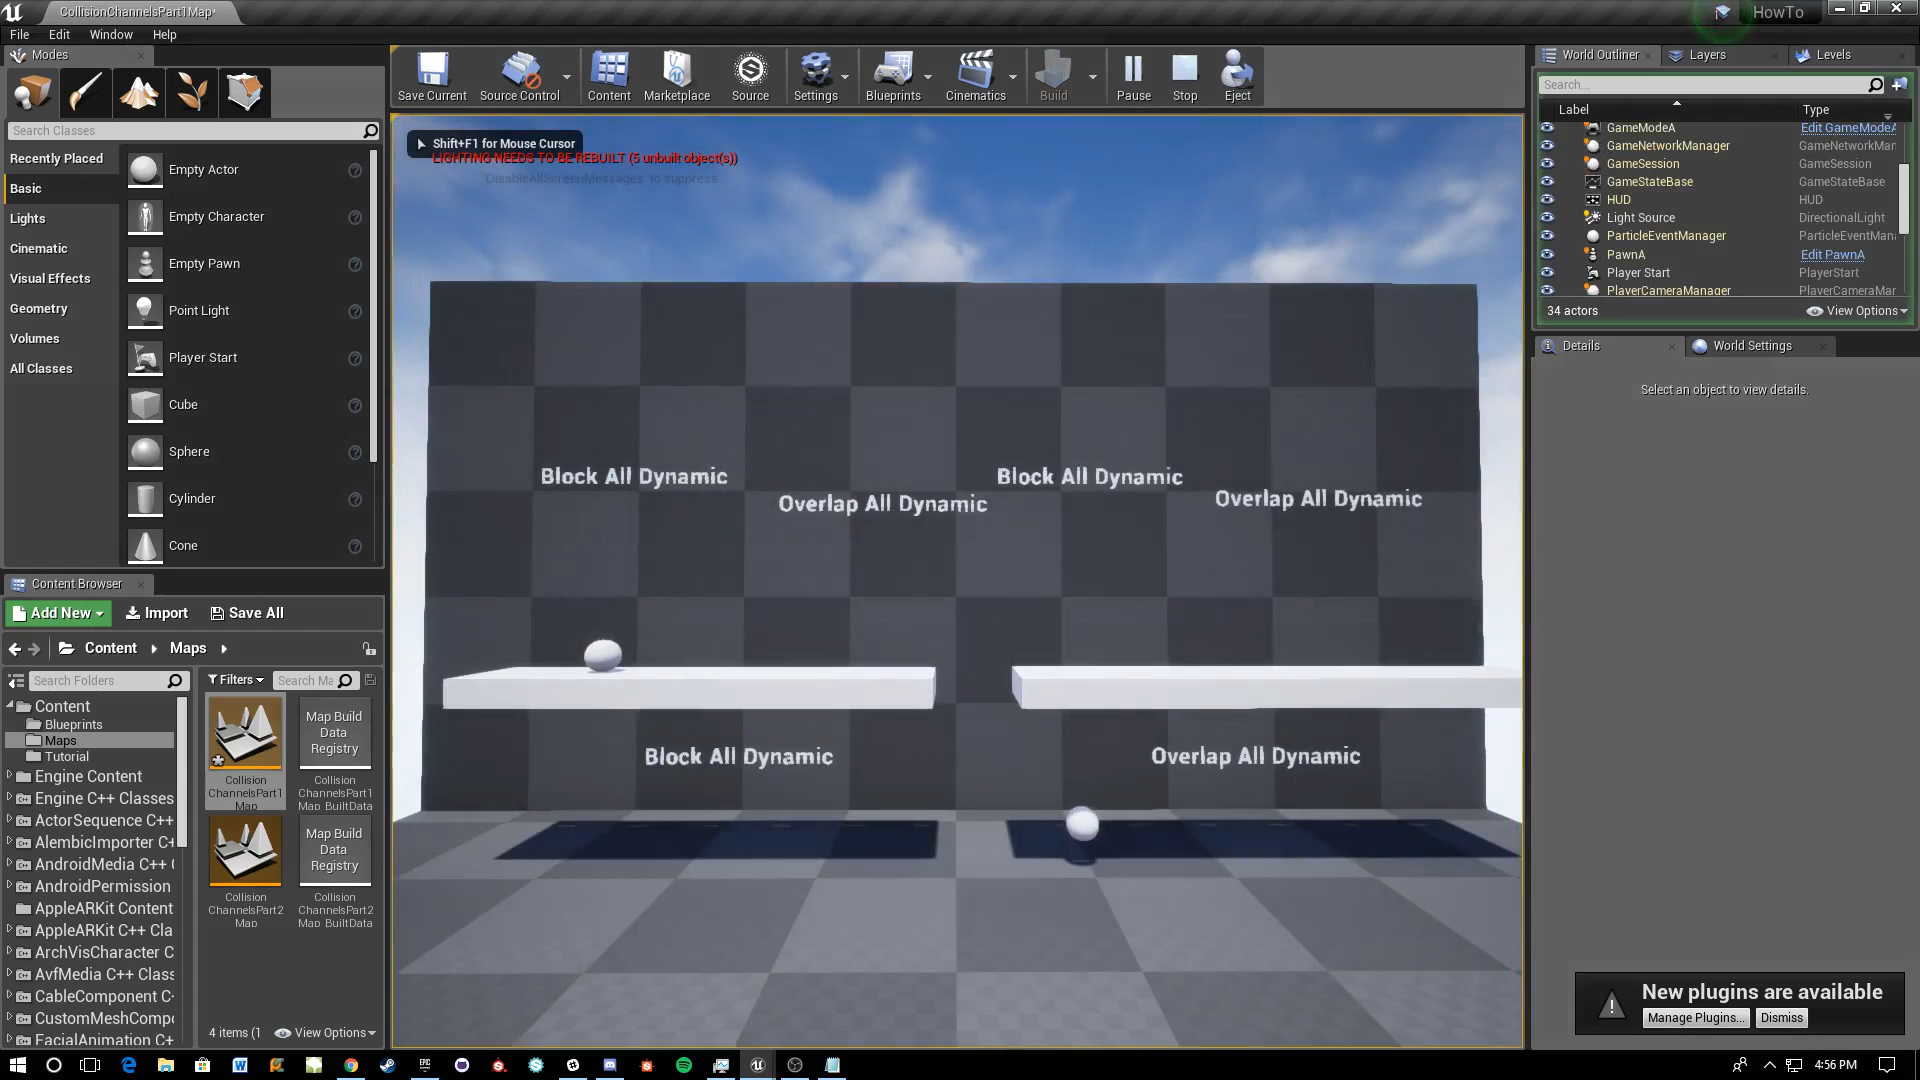 CollisionChannelsPart1Map*
HowTo
File Edit Window Help
Modes
Search Classes
Recently Placed
Basic
Lights
Cinematic
Visual Effects
Geometry
Volumes
All Classes
Empty Actor
Empty Character
Empty Pawn
Point Light
Player Start
Cube
Sphere
Cylinder
Cone
Save Current
Source Control
Content
Marketplace
Source
Settings
Blueprints
Cinematics
Build
Pause
Stop
Eject
Shift+F1 for Mouse Cursor
LIGHTING NEEDS TO BE REBUILT (5 unbuilt object(s))
'DisableAllScreenMessages' to suppress
Block All Dynamic
Overlap All Dynamic
Block All Dynamic
Overlap All Dynamic
Block All Dynamic
Overlap All Dynamic
World Outliner
Layers
Levels
Search...
Label Type
GameModeA Edit GameModeA
GameNetworkManager GameNetworkMan
GameSession GameSession
GameStateBase GameStateBase
HUD HUD
Light Source DirectionalLight
ParticleEventManager ParticleEventMana
PawnA Edit PawnA
Player Start PlayerStart
PlayerCameraManager PlayerCameraMar
34 actors View Options
Details
World Settings
Select an object to view details.
Content Browser
Add New Import Save All
Content Maps
Search Folders
Filters
Search Ma
Content
Blueprints
Maps
Tutorial
Engine Content
Engine C++ Classes
ActorSequence C++
AlembicImporter C+
AndroidMedia C++ (
AndroidPermission
AppleARKit Content
AppleARKit C++ Cla
ArchVisCharacter C
AvfMedia C++ Class
CableComponent C-
CustomMeshCompo
FacialAnimation C+
Collision
ChannelsPart1
Map
Map Build
Data
Registry
Collision
ChannelsPart1
Map_BuiltData
Collision
ChannelsPart2
Map
Map Build
Data
Registry
Collision
ChannelsPart2
Map_BuiltData
4 items (1
View Options
New plugins are available
Manage Plugins...
Dismiss
EPIC
4:56 PM